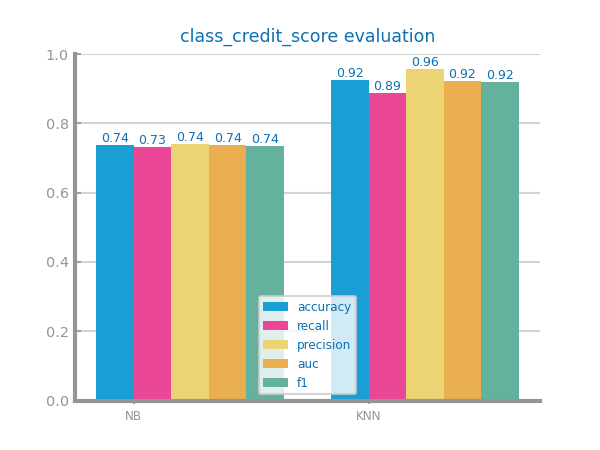 class_credit_score evaluation
1.0
0.8
0.6
0.4
0.2
0.0
0.74 0.73 0.74 0.74 0.74
0.92 0.89 0.96 0.92 0.92
accuracy
recall
precision
auc
f1
NB KNN